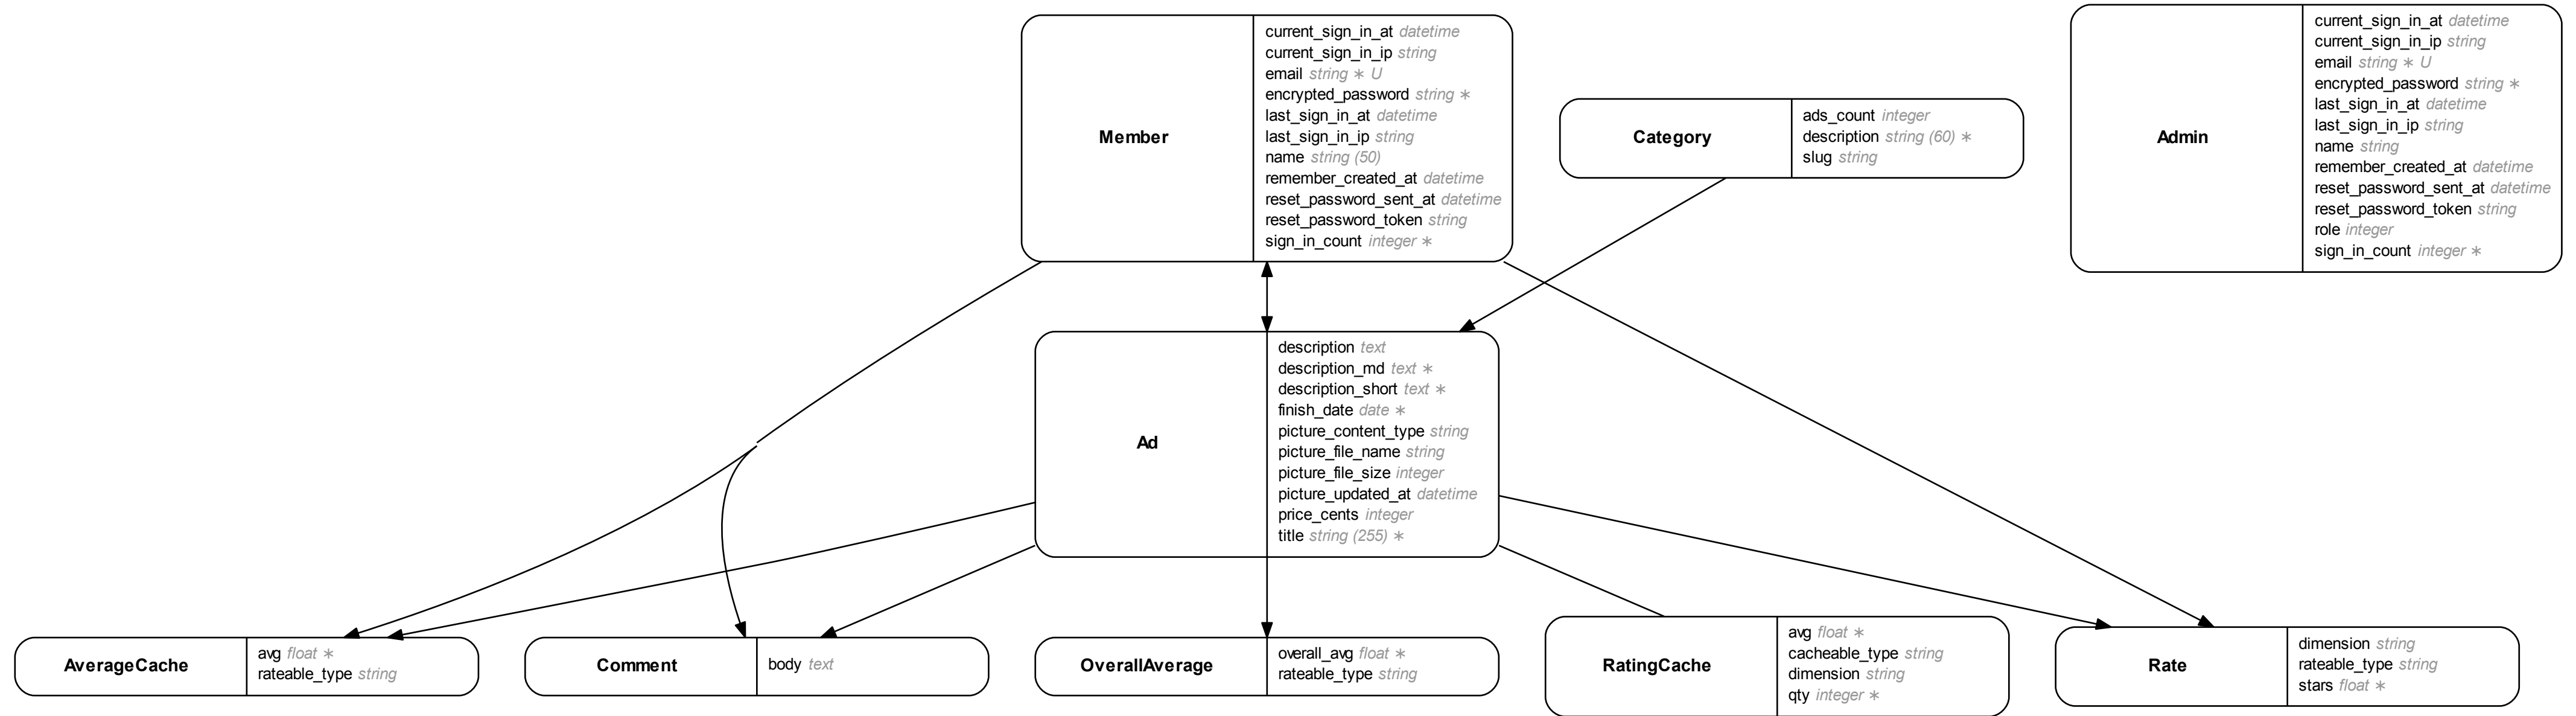 Member
current_sign_in_at datetime
current_sign_in_ip string
email string ∗ U
encrypted_password string ∗
last_sign_in_at datetime
last_sign_in_ip string
name string (50)
remember_created_at datetime
reset_password_sent_at datetime
reset_password_token string
sign_in_count integer ∗
Category
ads_count integer
description string (60) ∗
slug string
Admin
current_sign_in_at datetime
current_sign_in_ip string
email string ∗ U
encrypted_password string ∗
last_sign_in_at datetime
last_sign_in_ip string
name string
remember_created_at datetime
reset_password_sent_at datetime
reset_password_token string
role integer
sign_in_count integer ∗
Ad
description text
description_md text ∗
description_short text ∗
finish_date date ∗
picture_content_type string
picture_file_name string
picture_file_size integer
picture_updated_at datetime
price_cents integer
title string (255) ∗
AverageCache
avg float ∗
rateable_type string
Comment
body text
OverallAverage
overall_avg float ∗
rateable_type string
RatingCache
avg float ∗
cacheable_type string
dimension string
qty integer ∗
Rate
dimension string
rateable_type string
stars float ∗